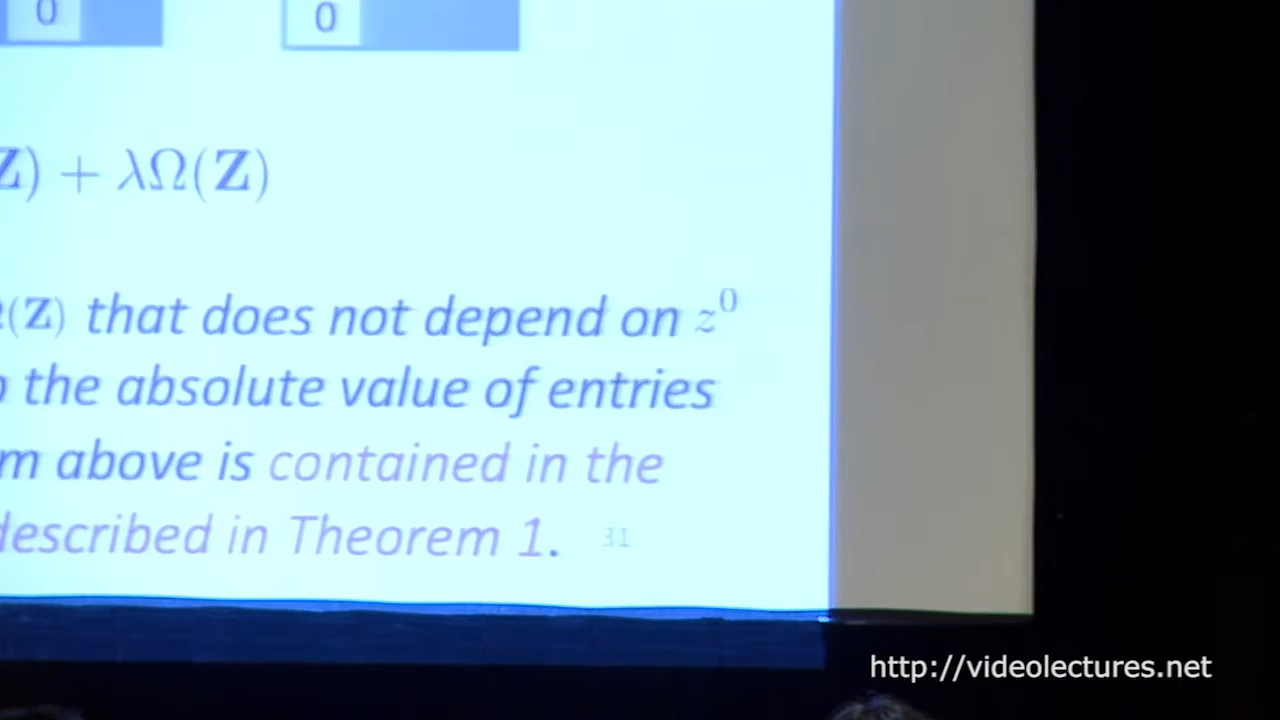 0 0
Z) + λΩ(Z)
(Z) that does not depend on z⁰
the absolute value of entries
m above is contained in the
described in Theorem 1. 31
http://videolectures.net